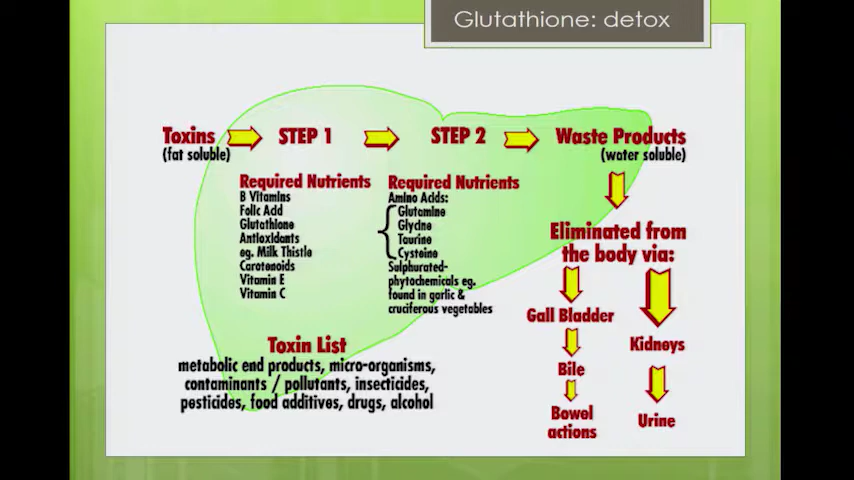 Glutathione: detox
Toxins
(fat soluble)
STEP 1
STEP 2
Waste Products
(water soluble)
Required Nutrients
B Vitamins
Folic Acid
Glutathione
Antioxidants
eg. Milk Thistle
Carotenoids
Vitamin E
Vitamin C
Required Nutrients
Amino Acids:
Glutamine
Glycine
Taurine
Cysteine
Sulphurated-
phytochemicals eg.
found in garlic &
cruciferous vegetables
Eliminated from
the body via:
Gall Bladder
Bile
Bowel
actions
Kidneys
Urine
Toxin List
metabolic end products, micro-organisms,
contaminants / pollutants, insecticides,
pesticides, food additives, drugs, alcohol